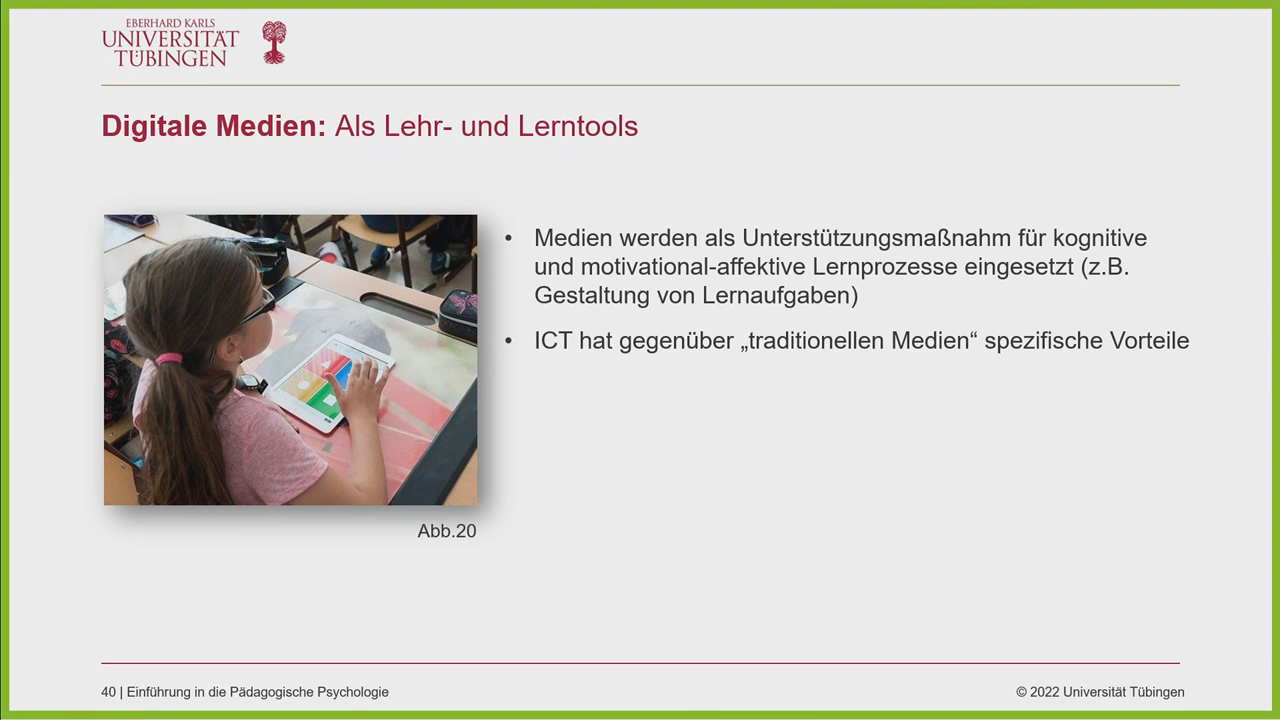 EBERHARD KARLS
UNIVERSITÄT
TÜBINGEN
Digitale Medien: Als Lehr- und Lerntools
• Medien werden als Unterstützungsmaßnahm für kognitive
und motivational-affektive Lernprozesse eingesetzt (z.B.
Gestaltung von Lernaufgaben)
• ICT hat gegenüber „traditionellen Medien“ spezifische Vorteile
Abb.20
40 | Einführung in die Pädagogische Psychologie
© 2022 Universität Tübingen